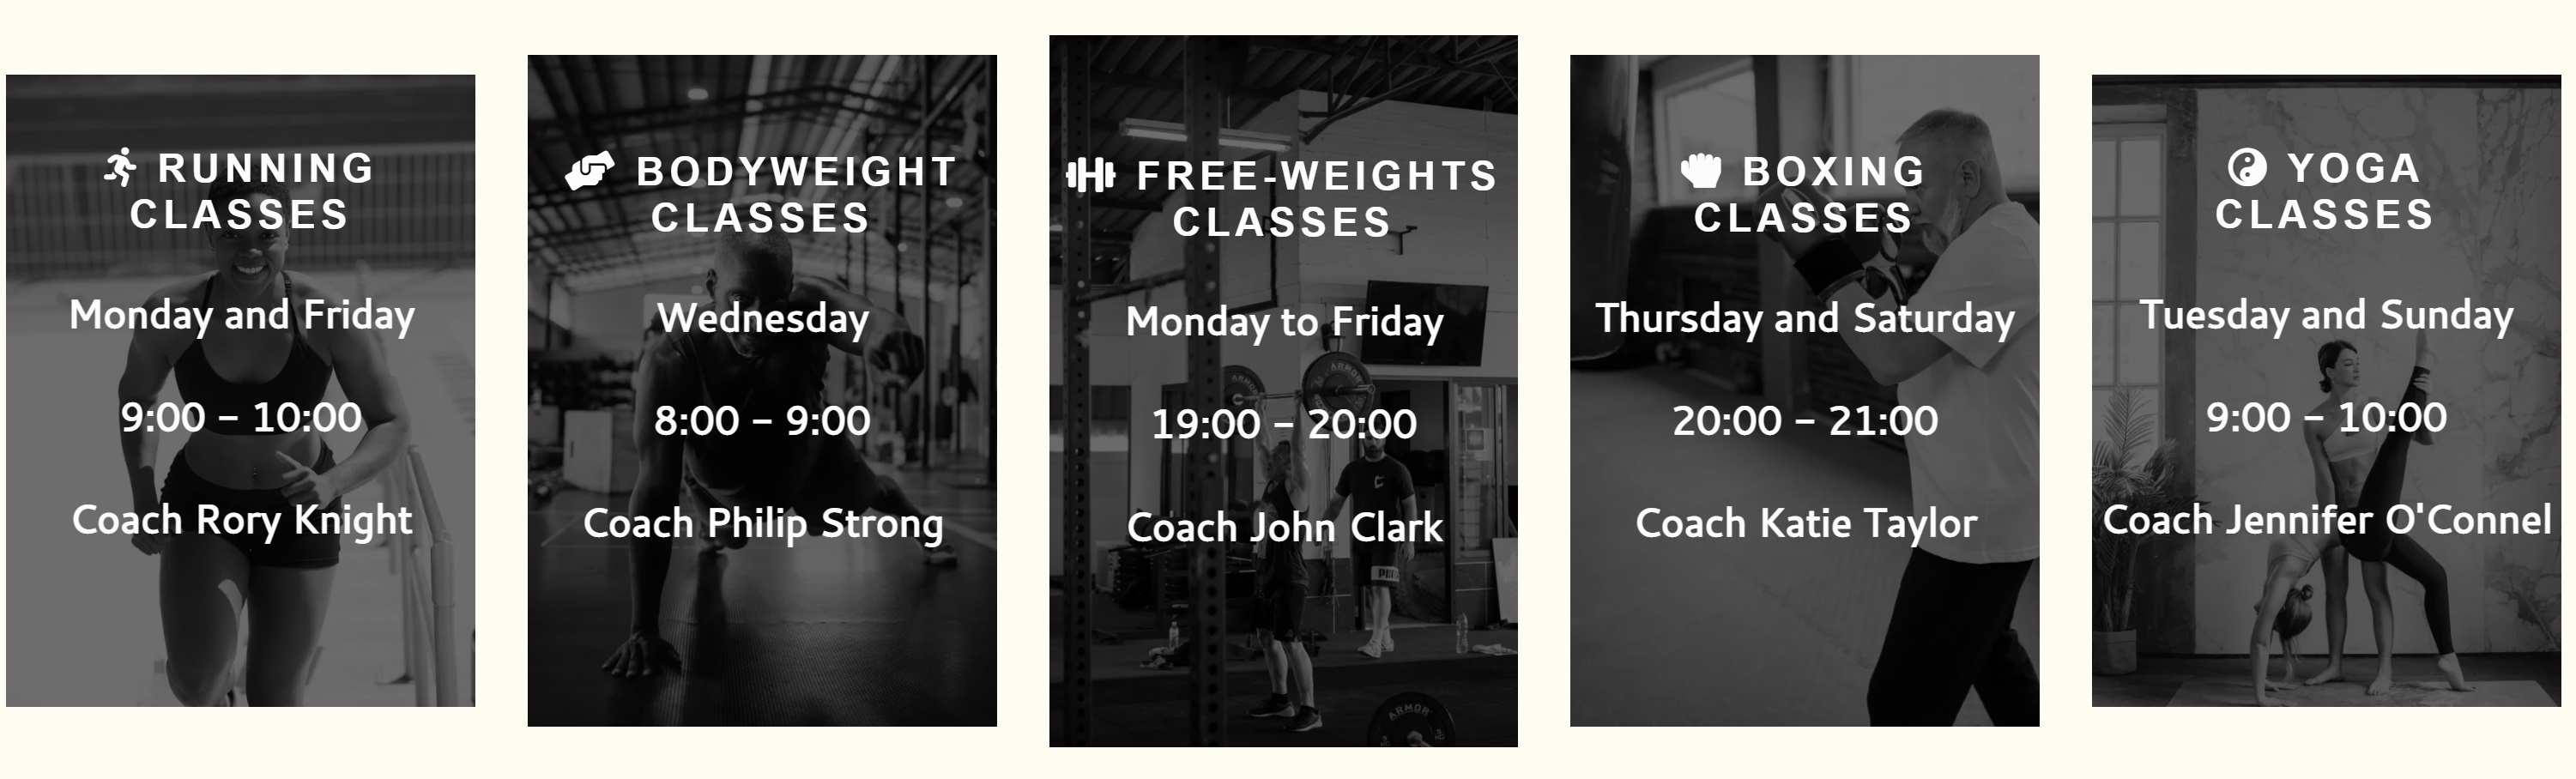 RUNNING
CLASSES
Monday and Friday
9:00 – 10:00
Coach Rory Knight
BODYWEIGHT
CLASSES
Wednesday
8:00 – 9:00
Coach Philip Strong
FREE-WEIGHTS
CLASSES
Monday to Friday
19:00 – 20:00
Coach John Clark
ARMOR
ARMOR
ARMOR
BOXING
CLASSES
Thursday and Saturday
20:00 – 21:00
Coach Katie Taylor
YOGA
CLASSES
Tuesday and Sunday
9:00 – 10:00
Coach Jennifer O'Connel